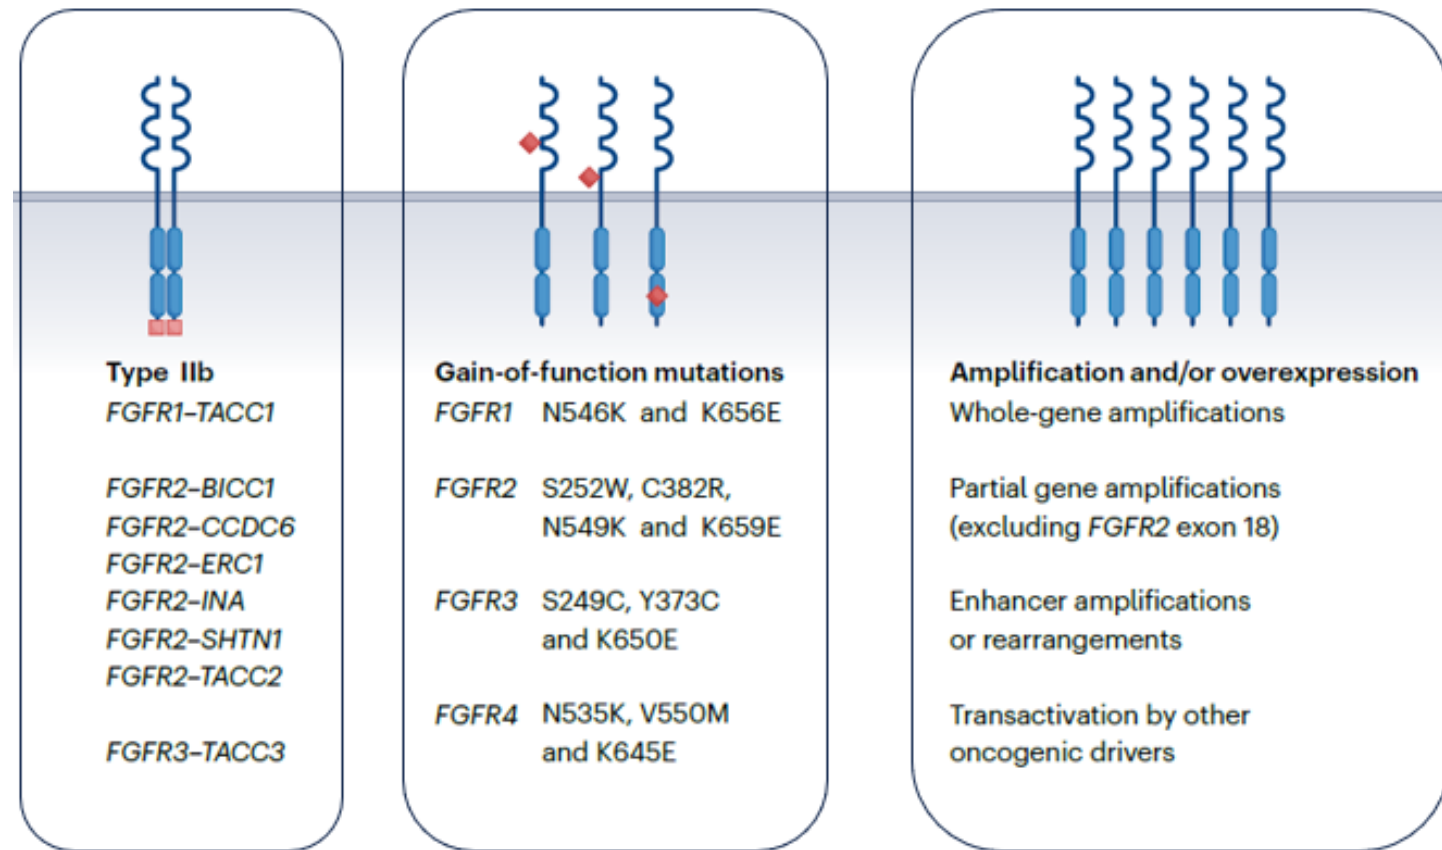 Type IIb
FGFR1–TACC1
FGFR2–BICC1
FGFR2–CCDC6
FGFR2–ERC1
FGFR2–INA
FGFR2–SHTN1
FGFR2–TACC2
FGFR3–TACC3
Gain-of-function mutations
FGFR1 N546K and K656E
FGFR2 S252W, C382R,
N549K and K659E
FGFR3 S249C, Y373C
and K650E
FGFR4 N535K, V550M
and K645E
Amplification and/or overexpression
Whole-gene amplifications
Partial gene amplifications
(excluding FGFR2 exon 18)
Enhancer amplifications
or rearrangements
Transactivation by other
oncogenic drivers